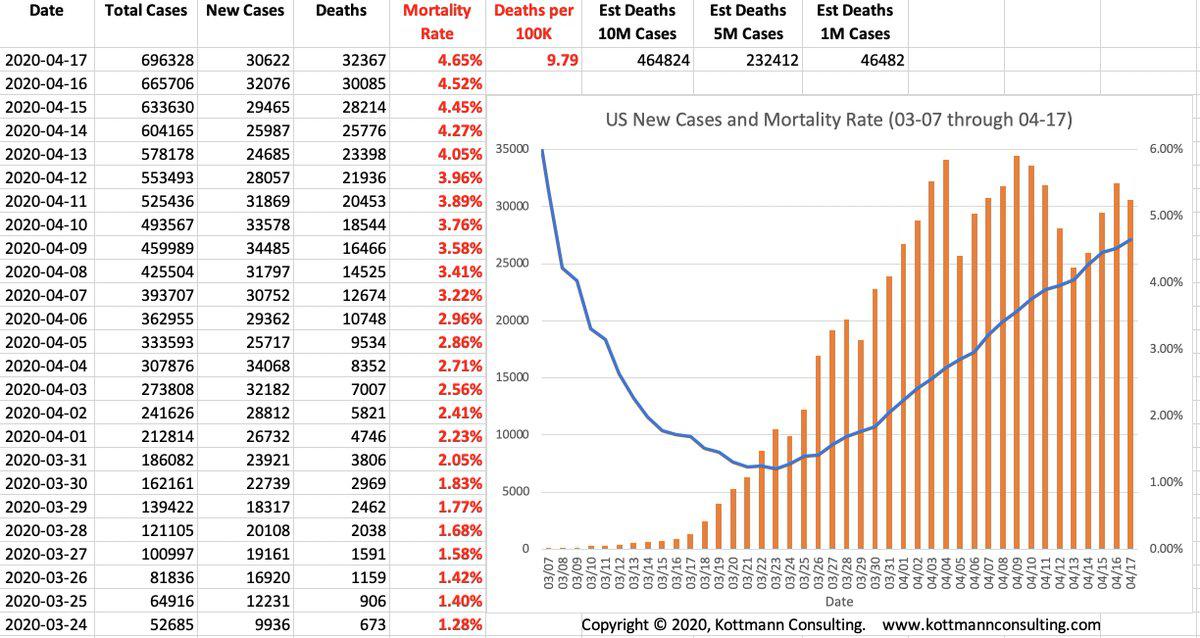 Date Total Cases New Cases Deaths Mortality Rate Deaths per 100K Est Deaths 10M Cases Est Deaths 5M Cases Est Deaths 1M Cases
2020-04-17 696328 30622 32367 4.65% 9.79 464824 232412 46482
2020-04-16 665706 32076 30085 4.52%
2020-04-15 633630 29465 28214 4.45%
2020-04-14 604165 25987 25776 4.27%
2020-04-13 578178 24685 23398 4.05%
2020-04-12 553493 28057 21936 3.96%
2020-04-11 525436 31869 20453 3.89%
2020-04-10 493567 33578 18544 3.76%
2020-04-09 459989 34485 16466 3.58%
2020-04-08 425504 31797 14525 3.41%
2020-04-07 393707 30752 12674 3.22%
2020-04-06 362955 29362 10748 2.96%
2020-04-05 333593 25717 9534 2.86%
2020-04-04 307876 34068 8352 2.71%
2020-04-03 273808 32182 7007 2.56%
2020-04-02 241626 28812 5821 2.41%
2020-04-01 212814 26732 4746 2.23%
2020-03-31 186082 23921 3806 2.05%
2020-03-30 162161 22739 2969 1.83%
2020-03-29 139422 18317 2462 1.77%
2020-03-28 121105 20108 2038 1.68%
2020-03-27 100997 19161 1591 1.58%
2020-03-26 81836 16920 1159 1.42%
2020-03-25 64916 12231 906 1.40%
2020-03-24 52685 9936 673 1.28%
US New Cases and Mortality Rate (03-07 through 04-17)
35000 6.00%
30000 5.00%
25000 4.00%
20000 3.00%
15000 2.00%
10000 1.00%
5000 0.00%
0
03/07 03/08 03/09 03/10 03/11 03/12 03/13 03/14 03/15 03/16 03/17 03/18 03/19 03/20 03/21 03/22 03/23 03/24 03/25 03/26 03/27 03/28 03/29 03/30 03/31 04/01 04/02 04/03 04/04 04/05 04/06 04/07 04/08 04/09 04/10 04/11 04/12 04/13 04/14 04/15 04/16 04/17
Date
Copyright © 2020, Kottmann Consulting. www.kottmannconsulting.com